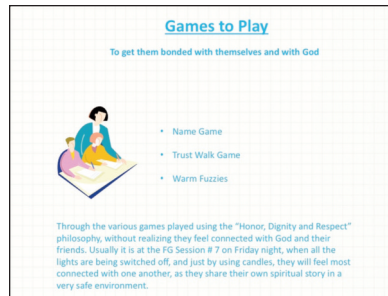 Games to Play
To get them bonded with themselves and with God
• Name Game
• Trust Walk Game
• Warm Fuzzies
Through the various games played using the "Honor, Dignity and Respect"
philosophy, without realizing they feel connected with God and their
friends. Usually it is at the FG Session # 7 on Friday night, when all the
lights are being switched off, and just by using candles, they will feel most
connected with one another, as they share their own spiritual story in a
very safe environment.